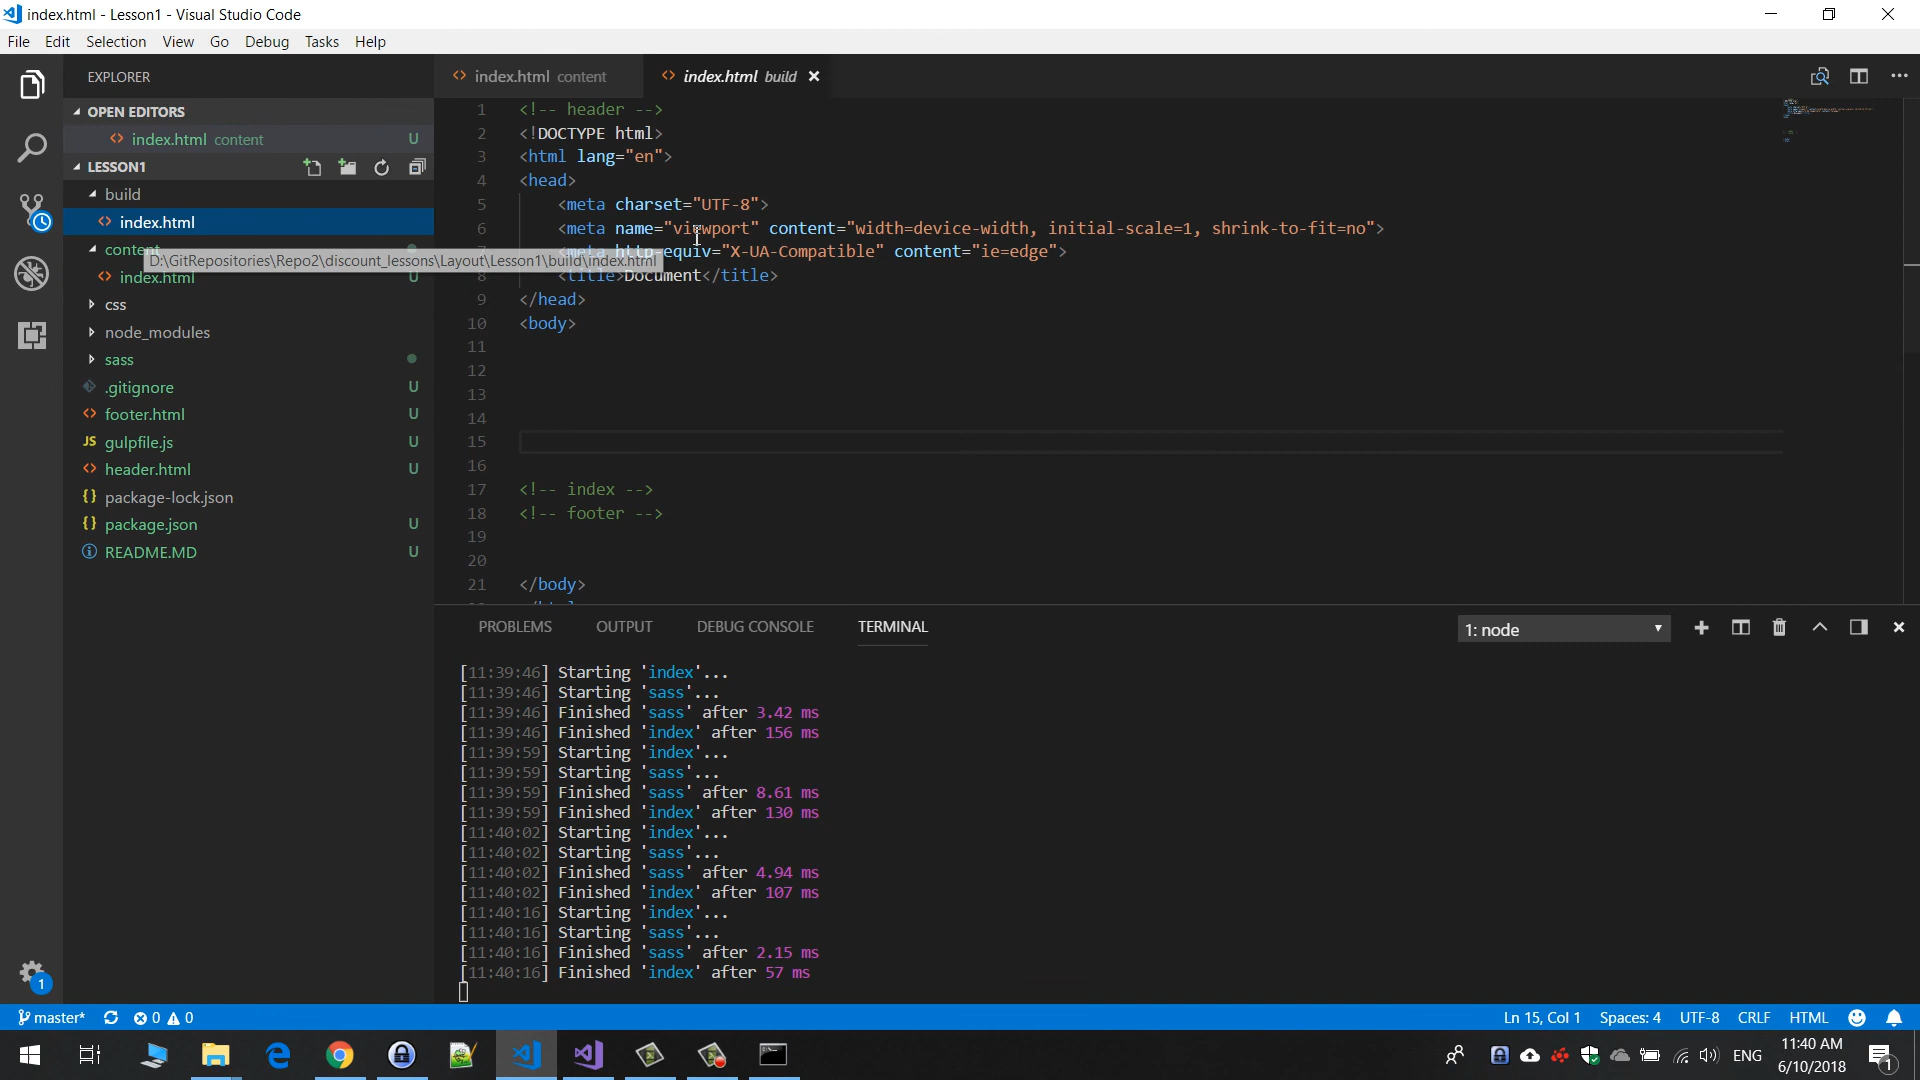 index.html - Lesson1 - Visual Studio Code
File Edit Selection View Go Debug Tasks Help
EXPLORER
OPEN EDITORS
index.html content U
LESSON1
build
index.html
content
D:\GitRepositories\Repo2\discount_lessons\Layout\Lesson1\build\index.html
index.html U
css
node_modules
sass
.gitignore U
footer.html U
JS gulpfile.js U
header.html U
{} package-lock.json
{} package.json U
README.MD U
index.html content
index.html build
1 <!-- header -->
2 <!DOCTYPE html>
3 <html lang="en">
4 <head>
5 <meta charset="UTF-8">
6 <meta name="viewport" content="width=device-width, initial-scale=1, shrink-to-fit=no">
7 <meta http-equiv="X-UA-Compatible" content="ie=edge">
8 <title>Document</title>
9 </head>
10 <body>
11
12
13
14
15
16
17 <!-- index -->
18 <!-- footer -->
19
20
21 </body>
PROBLEMS OUTPUT DEBUG CONSOLE TERMINAL
1: node
[11:39:46] Starting 'index'...
[11:39:46] Starting 'sass'...
[11:39:46] Finished 'sass' after 3.42 ms
[11:39:46] Finished 'index' after 156 ms
[11:39:59] Starting 'index'...
[11:39:59] Starting 'sass'...
[11:39:59] Finished 'sass' after 8.61 ms
[11:39:59] Finished 'index' after 130 ms
[11:40:02] Starting 'index'...
[11:40:02] Starting 'sass'...
[11:40:02] Finished 'sass' after 4.94 ms
[11:40:02] Finished 'index' after 107 ms
[11:40:16] Starting 'index'...
[11:40:16] Starting 'sass'...
[11:40:16] Finished 'sass' after 2.15 ms
[11:40:16] Finished 'index' after 57 ms
1
master* 0 0
Ln 15, Col 1 Spaces: 4 UTF-8 CRLF HTML
ENG
11:40 AM
6/10/2018
1